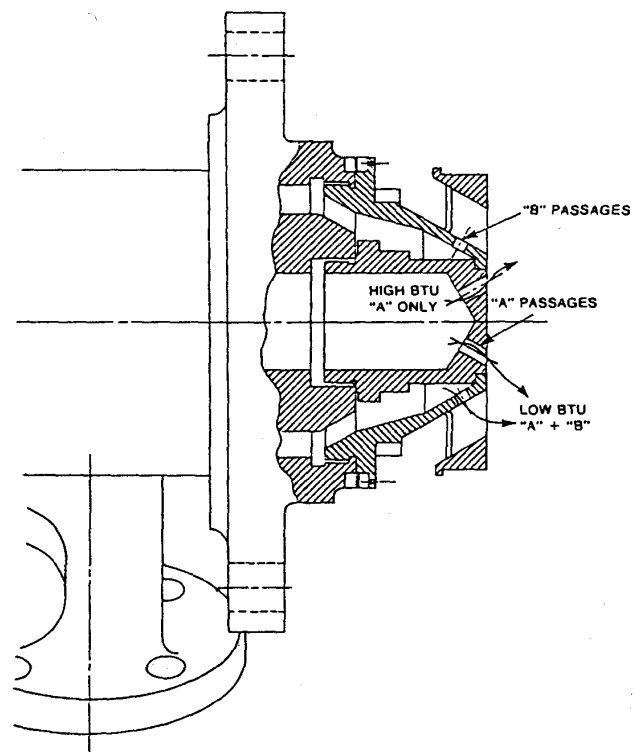 "B" PASSAGES
HIGH BTU
"A" ONLY
"A" PASSAGES
LOW BTU
"A" + "B"